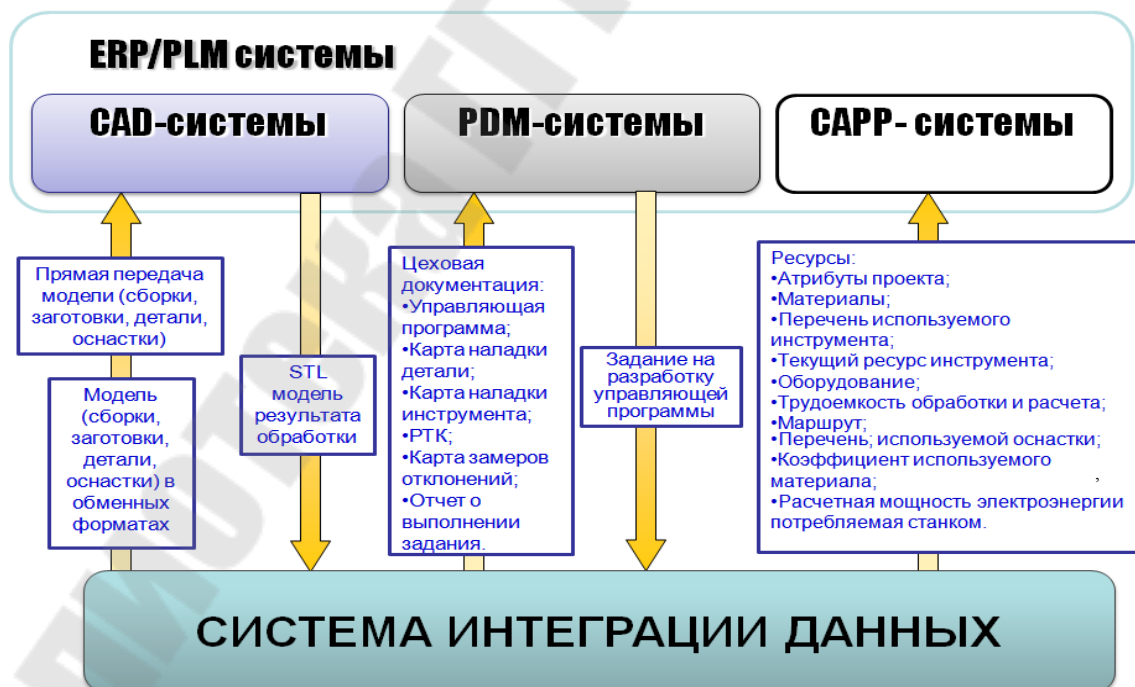 ERP/PLM системы
CAD-системы
PDM-системы
CAPP- системы
Прямая передача
модели (сборки,
заготовки, детали,
оснастки)
Модель
(сборки,
заготовки,
детали,
оснастки) в
обменных
форматах
STL
модель
результата
обработки
Цеховая
документация:
•Управляющая
программа;
•Карта наладки
детали;
•Карта наладки
инструмента;
•РТК;
•Карта замеров
отклонений;
•Отчет о
выполнении
задания.
Задание на
разработку
управляющей
программы
Ресурсы:
•Атрибуты проекта;
•Материалы;
•Перечень используемого
инструмента;
•Текущий ресурс инструмента;
•Оборудование;
•Трудоемкость обработки и расчета;
•Маршрут;
•Перечень; используемой оснастки;
•Коэффициент используемого
материала; ,
•Расчетная мощность электроэнергии
потребляемая станком.
СИСТЕМА ИНТЕГРАЦИИ ДАННЫХ